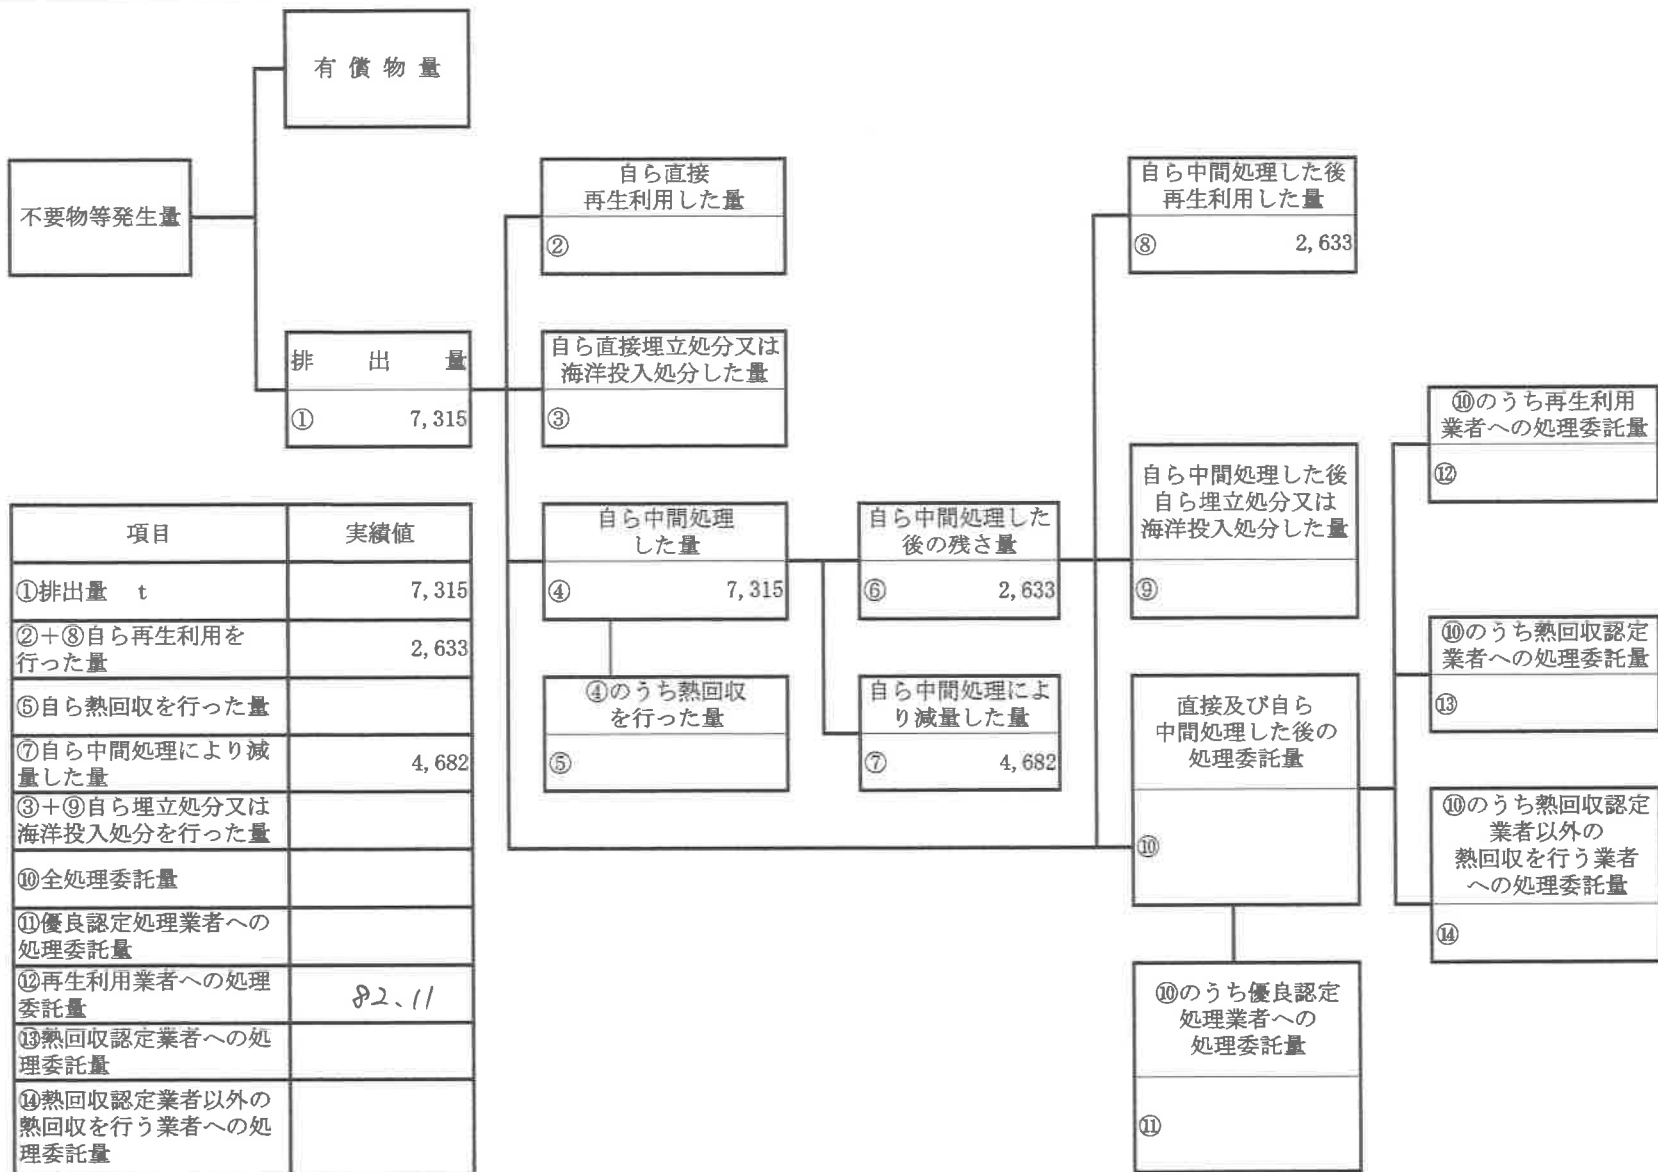 有 償 物 量
不要物等発生量
排 出 量
① 7,315
自ら直接
再生利用した量
②
自ら直接埋立処分又は
海洋投入処分した量
③
自ら中間処理
した量
④ 7,315
④のうち熱回収
を行った量
⑤
自ら中間処理した
後の残さ量
⑥ 2,633
自ら中間処理によ
り減量した量
⑦ 4,682
自ら中間処理した後
再生利用した量
⑧ 2,633
自ら中間処理した後
自ら埋立処分又は
海洋投入処分した量
⑨
直接及び自ら
中間処理した後の
処理委託量
⑩
⑩のうち優良認定
処理業者への
処理委託量
⑪
⑩のうち再生利用
業者への処理委託量
⑫
⑩のうち熱回収認定
業者への処理委託量
⑬
⑩のうち熱回収認定
業者以外の
熱回収を行う業者
への処理委託量
⑭
項目 実績値
①排出量 t 7,315
②+⑧自ら再生利用を
行った量 2,633
⑤自ら熱回収を行った量
⑦自ら中間処理により減
量した量 4,682
③+⑨自ら埋立処分又は
海洋投入処分を行った量
⑩全処理委託量
⑪優良認定処理業者への
処理委託量
⑫再生利用業者への処理
委託量 82.11
⑬熱回収認定業者への処
理委託量
⑭熱回収認定業者以外の
熱回収を行う業者への処
理委託量